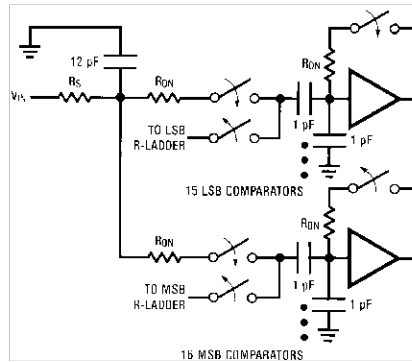 12 pF
RS
VIN
RON
RON
1 pF
1 pF
TO LSB
R-LADDER
15 LSB COMPARATORS
RON
RON
1 pF
1 pF
TO MSB
R-LADDER
16 MSB COMPARATORS